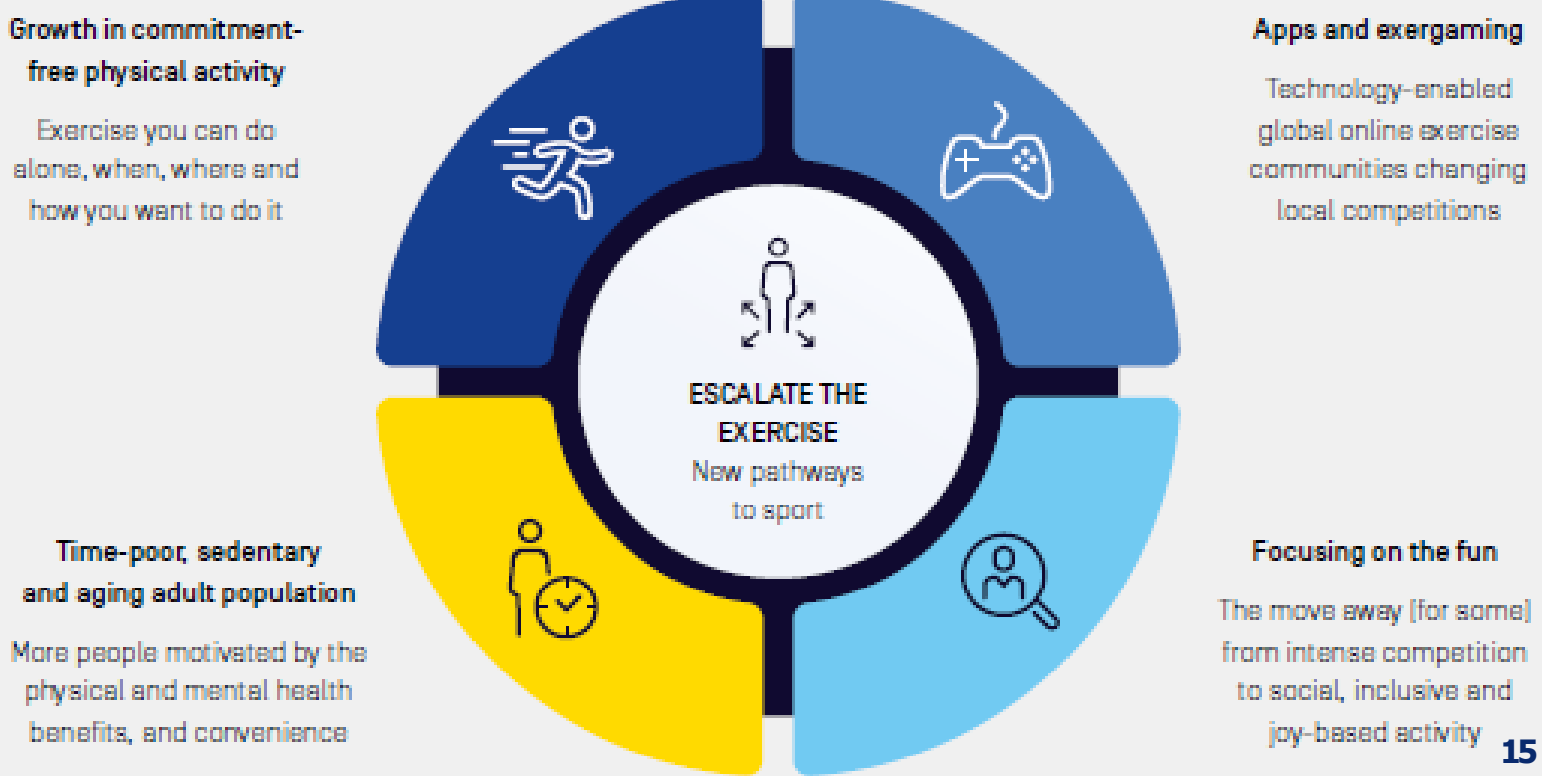 Growth in commitment-
free physical activity
Exercise you can do
alone, when, where and
how you want to do it
Apps and exergaming
Technology-enabled
global online exercise
communities changing
local competitions
ESCALATE THE
EXERCISE
New pathways
to sport
Time-poor, sedentary
and aging adult population
More people motivated by the
physical and mental health
benefits, and convenience
Focusing on the fun
The move away (for some)
from intense competition
to social, inclusive and
joy-based activity
15